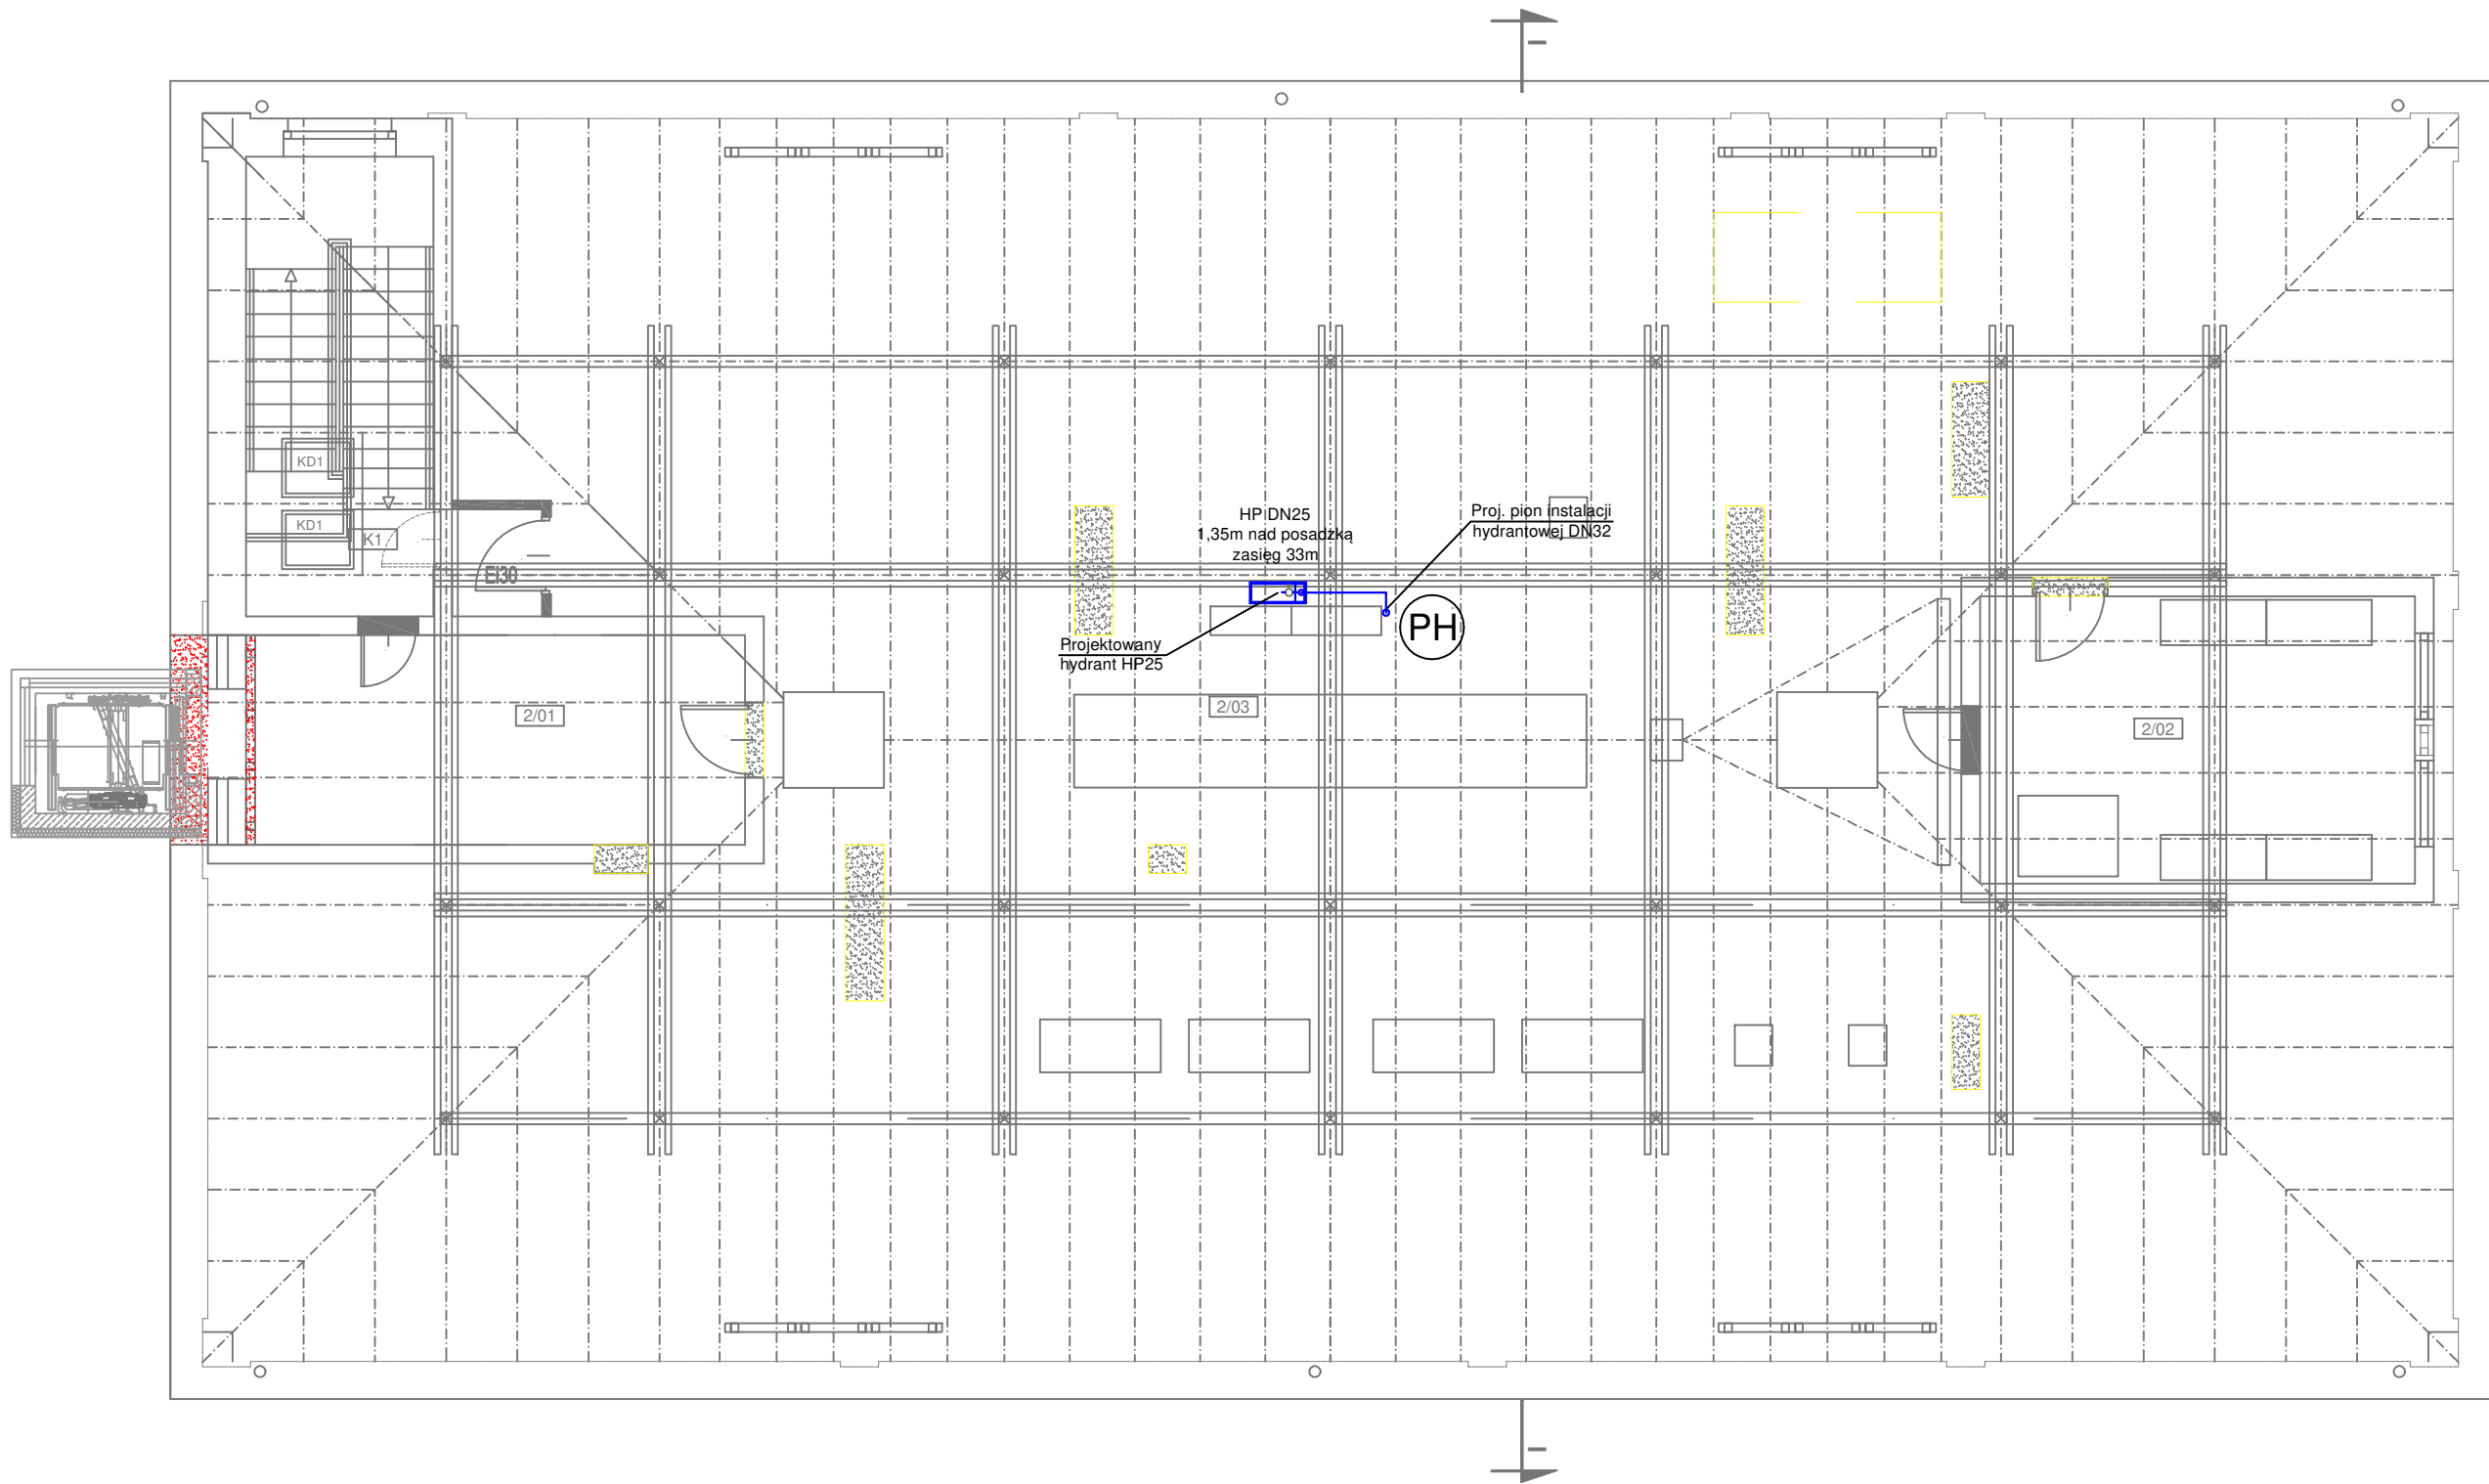 I
HP DN25
1,35m nad posadzką
zasięg 33m
Proj. pion instalacji
hydrantowej DN32
KD1
KD1
K1
EI30
PH
Projektowany
hydrant HP25
2/01
2/03
2/02
I